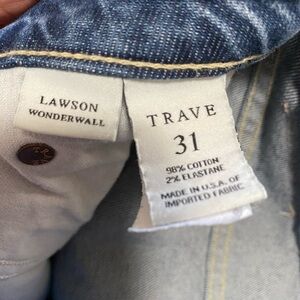 LAWSON
WONDERWALL
TRAVE
31
98% COTTON
2% ELASTANE
MADE IN U.S.A. OF
IMPORTED FABRIC